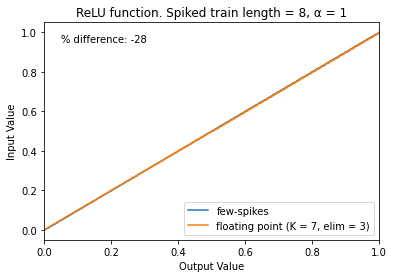 ReLU function. Spiked train length = 8, α = 1
% difference: -28
1.0
0.8
0.6
0.4
0.2
0.0
Input Value
few-spikes
floating point (K = 7, elim = 3)
0.0 0.2 0.4 0.6 0.8 1.0
Output Value